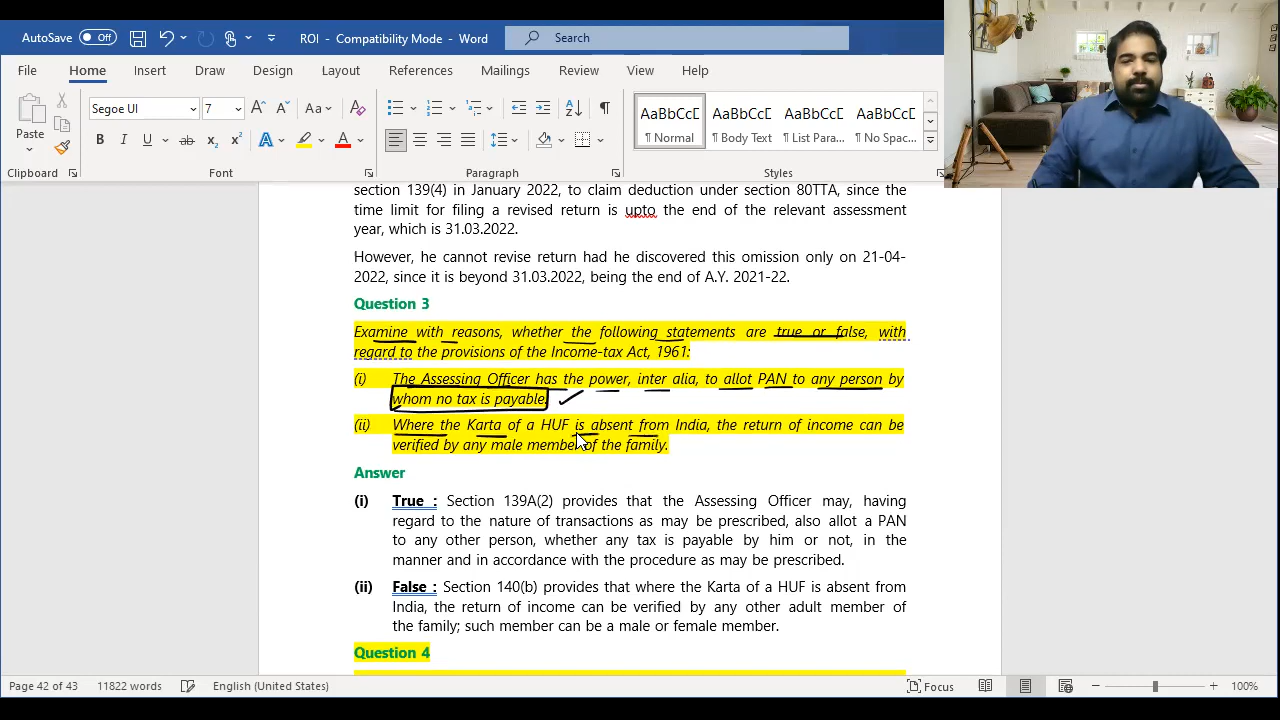 AutoSave Off ROI - Compatibility Mode - Word Search
File Home Insert Draw Design Layout References Mailings Review View Help
Segoe UI 7 Aa
Paste B I U ab x2 x2 A A
AaBbCcD AaBbCcD AaBbCcD AaBbCcD
¶ Normal ¶ Body Text ¶ List Para... ¶ No Spac...
Clipboard Font Paragraph Styles
section 139(4) in January 2022, to claim deduction under section 80TTA, since the
time limit for filing a revised return is upto the end of the relevant assessment
year, which is 31.03.2022.
However, he cannot revise return had he discovered this omission only on 21-04-
2022, since it is beyond 31.03.2022, being the end of A.Y. 2021-22.
Question 3
Examine with reasons, whether the following statements are true or false, with
regard to the provisions of the Income-tax Act, 1961:
(i) The Assessing Officer has the power, inter alia, to allot PAN to any person by
whom no tax is payable.
(ii) Where the Karta of a HUF is absent from India, the return of income can be
verified by any male member of the family.
Answer
(i) True : Section 139A(2) provides that the Assessing Officer may, having
regard to the nature of transactions as may be prescribed, also allot a PAN
to any other person, whether any tax is payable by him or not, in the
manner and in accordance with the procedure as may be prescribed.
(ii) False : Section 140(b) provides that where the Karta of a HUF is absent from
India, the return of income can be verified by any other adult member of
the family; such member can be a male or female member.
Question 4
Page 42 of 43 11822 words English (United States) Focus 100%